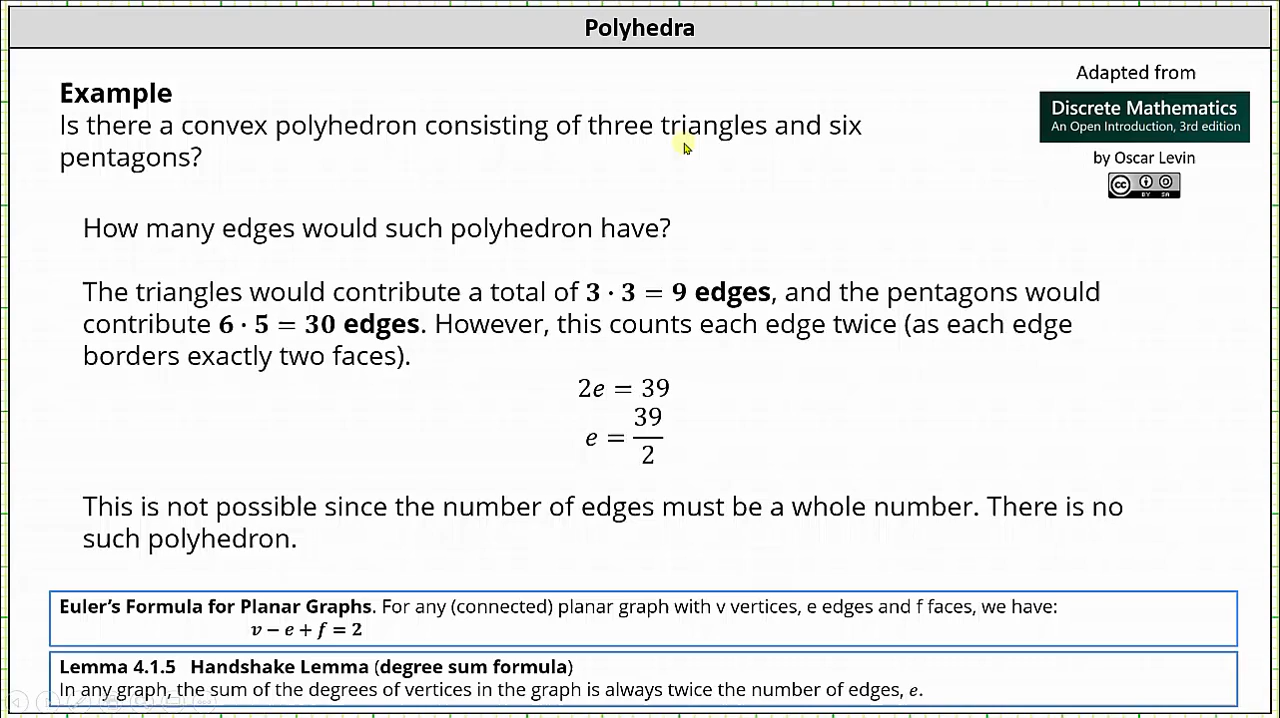 Polyhedra
Example
Is there a convex polyhedron consisting of three triangles and six
pentagons?
Adapted from
Discrete Mathematics
An Open Introduction, 3rd edition
by Oscar Levin
cc
BY SA
How many edges would such polyhedron have?
The triangles would contribute a total of 3 · 3 = 9 edges, and the pentagons would
contribute 6 · 5 = 30 edges. However, this counts each edge twice (as each edge
borders exactly two faces).
2e = 39
e = 39/2
This is not possible since the number of edges must be a whole number. There is no
such polyhedron.
Euler's Formula for Planar Graphs. For any (connected) planar graph with v vertices, e edges and f faces, we have:
v − e + f = 2
Lemma 4.1.5 Handshake Lemma (degree sum formula)
In any graph, the sum of the degrees of vertices in the graph is always twice the number of edges, e.